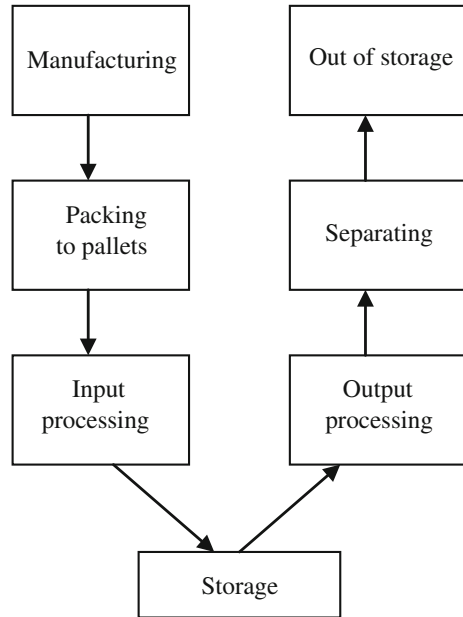 Manufacturing
Packing
to pallets
Input
processing
Storage
Output
processing
Separating
Out of storage